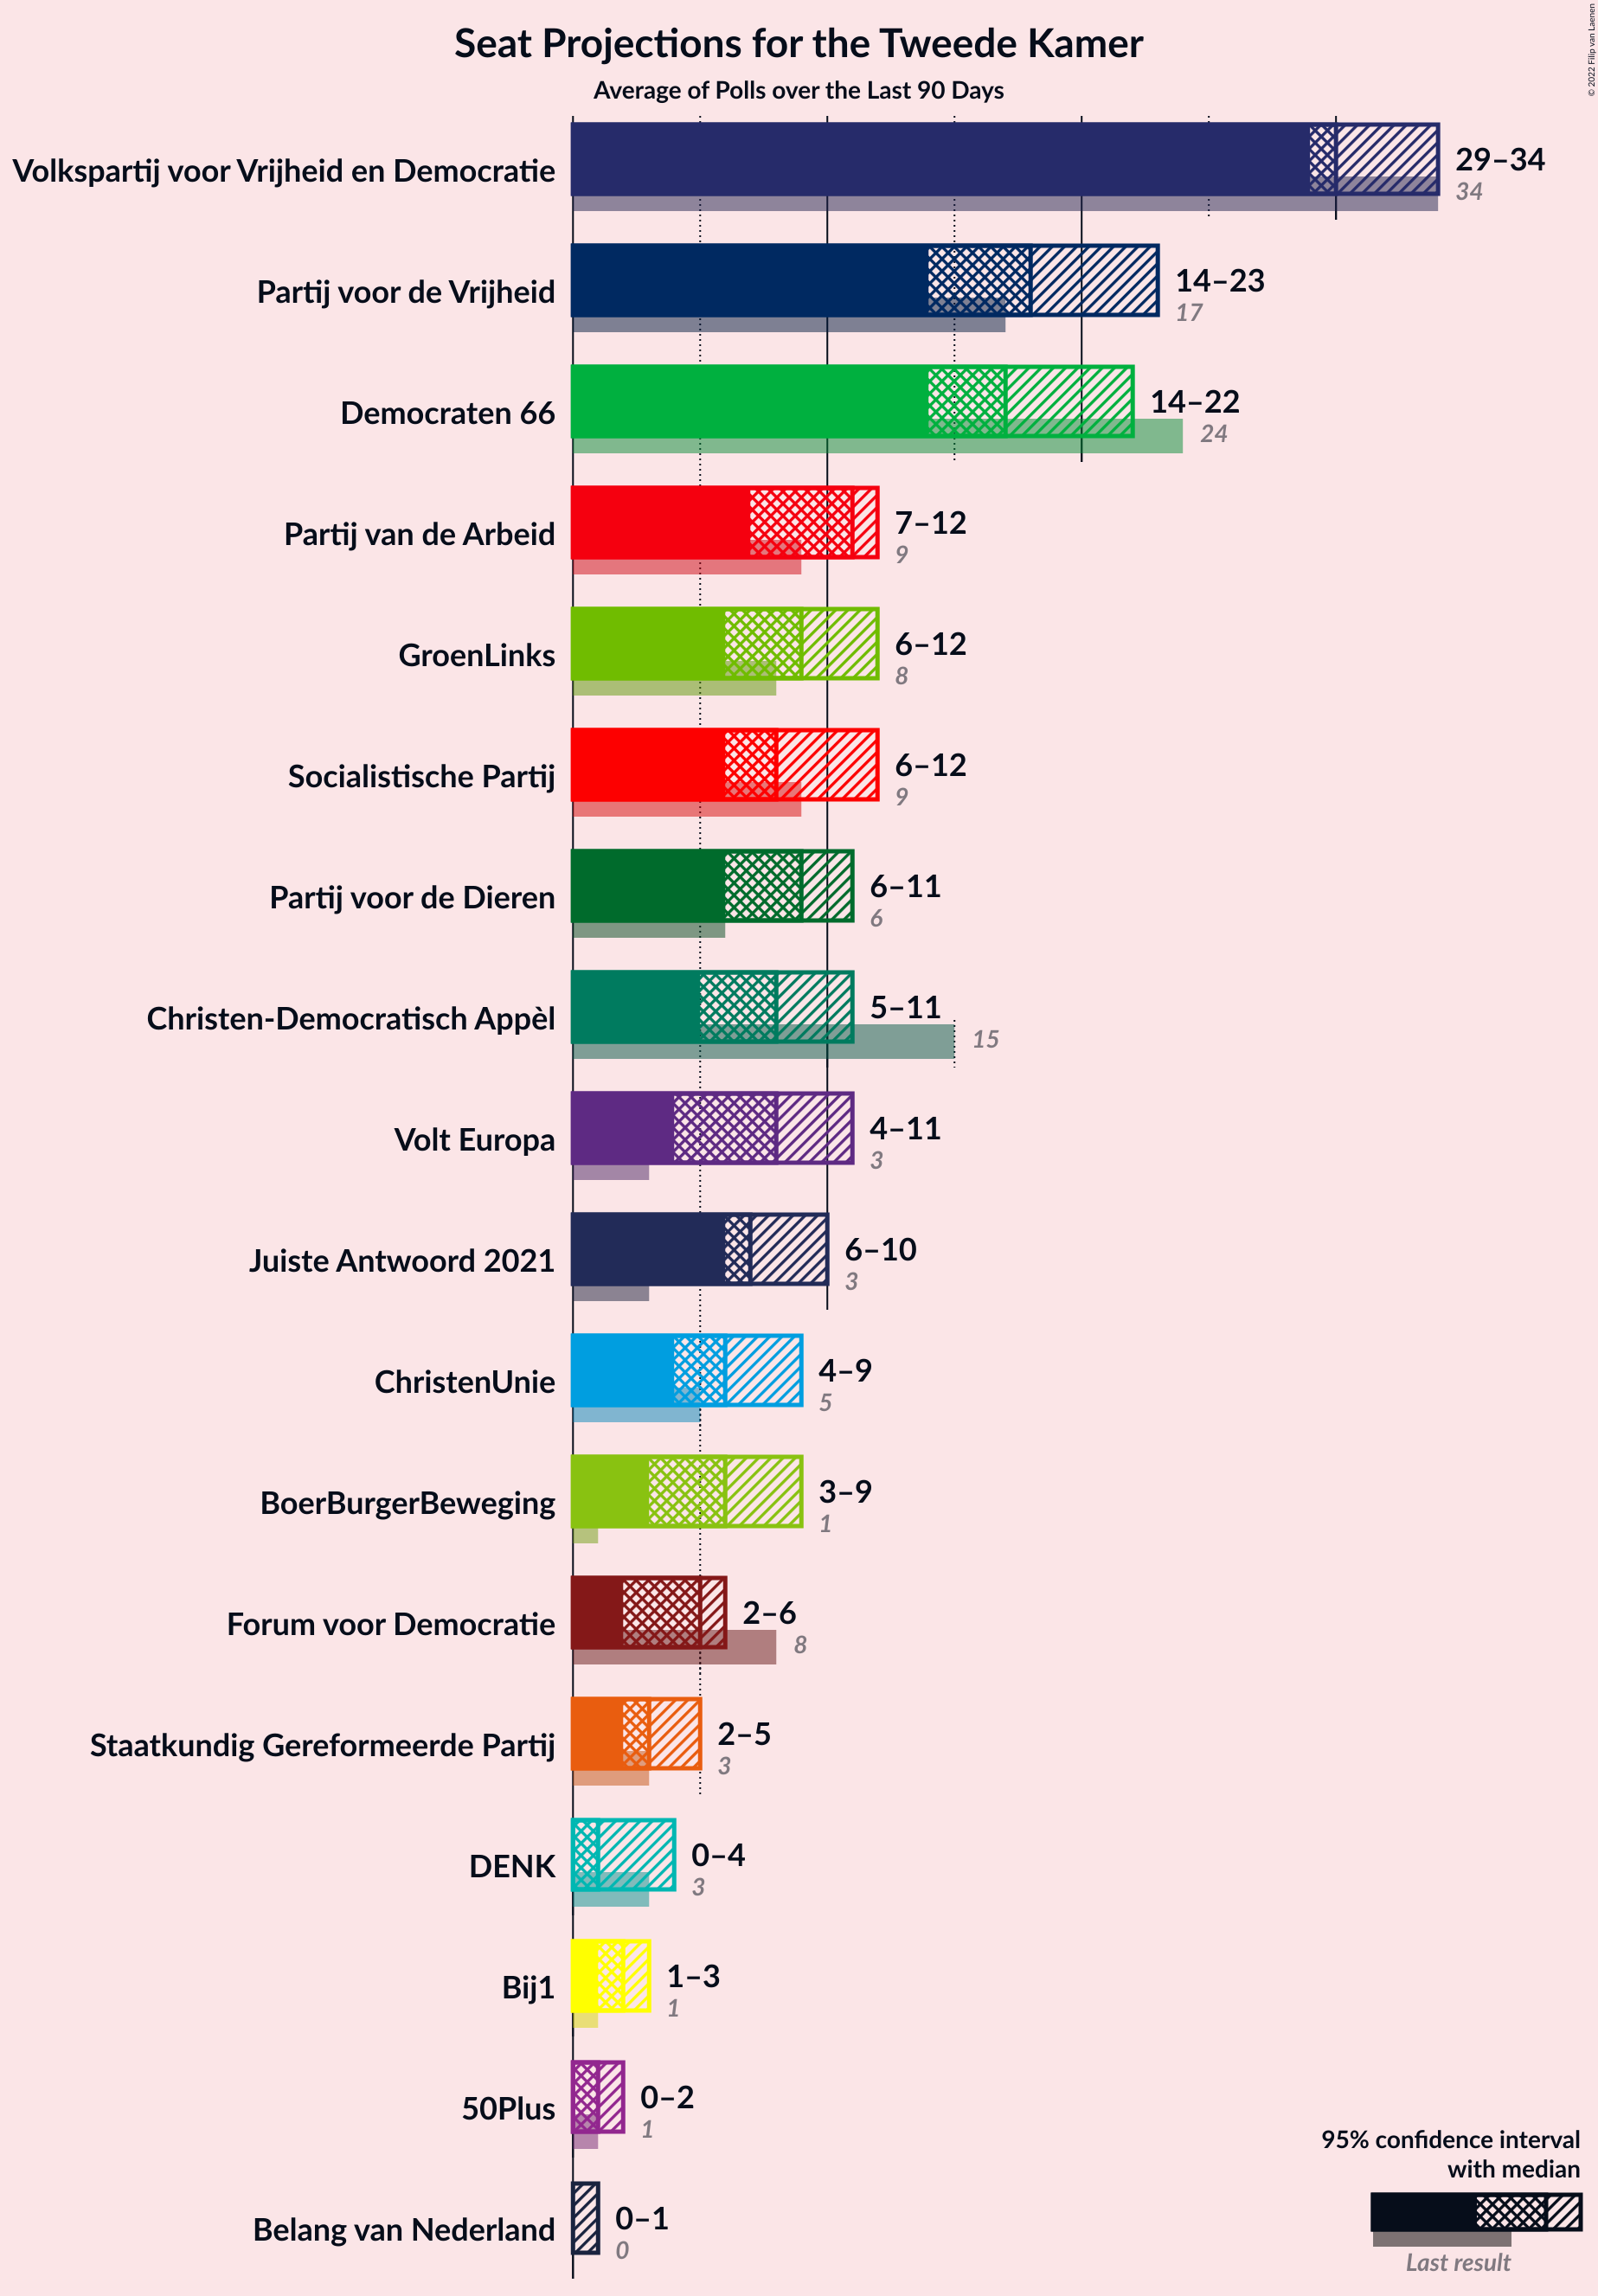 Seat Projections for the Tweede Kamer
Average of Polls over the Last 90 Days
© 2022 Filip van Laenen
Volkspartij voor Vrijheid en Democratie
29–34
34
Partij voor de Vrijheid
14–23
17
Democraten 66
14–22
24
Partij van de Arbeid
7–12
9
GroenLinks
6–12
8
Socialistische Partij
6–12
9
Partij voor de Dieren
6–11
6
Christen-Democratisch Appèl
5–11
15
Volt Europa
4–11
3
Juiste Antwoord 2021
6–10
3
ChristenUnie
4–9
5
BoerBurgerBeweging
3–9
1
Forum voor Democratie
2–6
8
Staatkundig Gereformeerde Partij
2–5
3
DENK
0–4
3
Bij1
1–3
1
50Plus
0–2
1
Belang van Nederland
0–1
0
95% confidence interval
with median
Last result